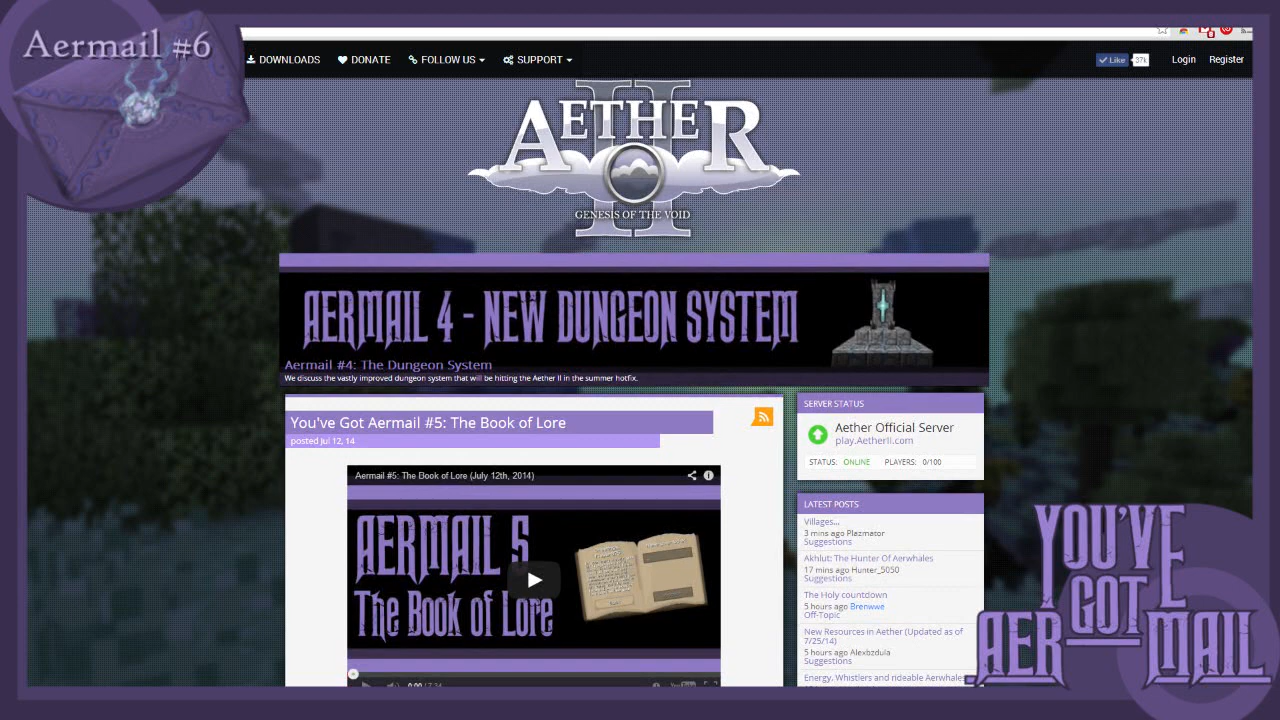 Aermail #6
DOWNLOADS DONATE FOLLOW US SUPPORT
Like 37k Login Register
AETHER
II
GENESIS OF THE VOID
AERMAIL 4 - NEW DUNGEON SYSTEM
Aermail #4: The Dungeon System
We discuss the vastly improved dungeon system that will be hitting the Aether II in the summer hotfix.
You've Got Aermail #5: The Book of Lore
posted Jul 12, 14
Aermail #5: The Book of Lore (July 12th, 2014)
AERMAIL 5
The Book of Lore
SERVER STATUS
Aether Official Server
play.AetherII.com
STATUS: ONLINE PLAYERS: 0/100
LATEST POSTS
Villages...
3 mins ago Plazmator
Suggestions
Akhlut: The Hunter Of Aerwhales
17 mins ago Hunter_5050
Suggestions
The Holy countdown
5 hours ago Brenwwe
Off-Topic
New Resources in Aether (Updated as of
7/25/14)
5 hours ago Alexbzdula
Suggestions
Energy, Whistlers and rideable Aerwhales
YOU'VE
GOT
AER MAIL